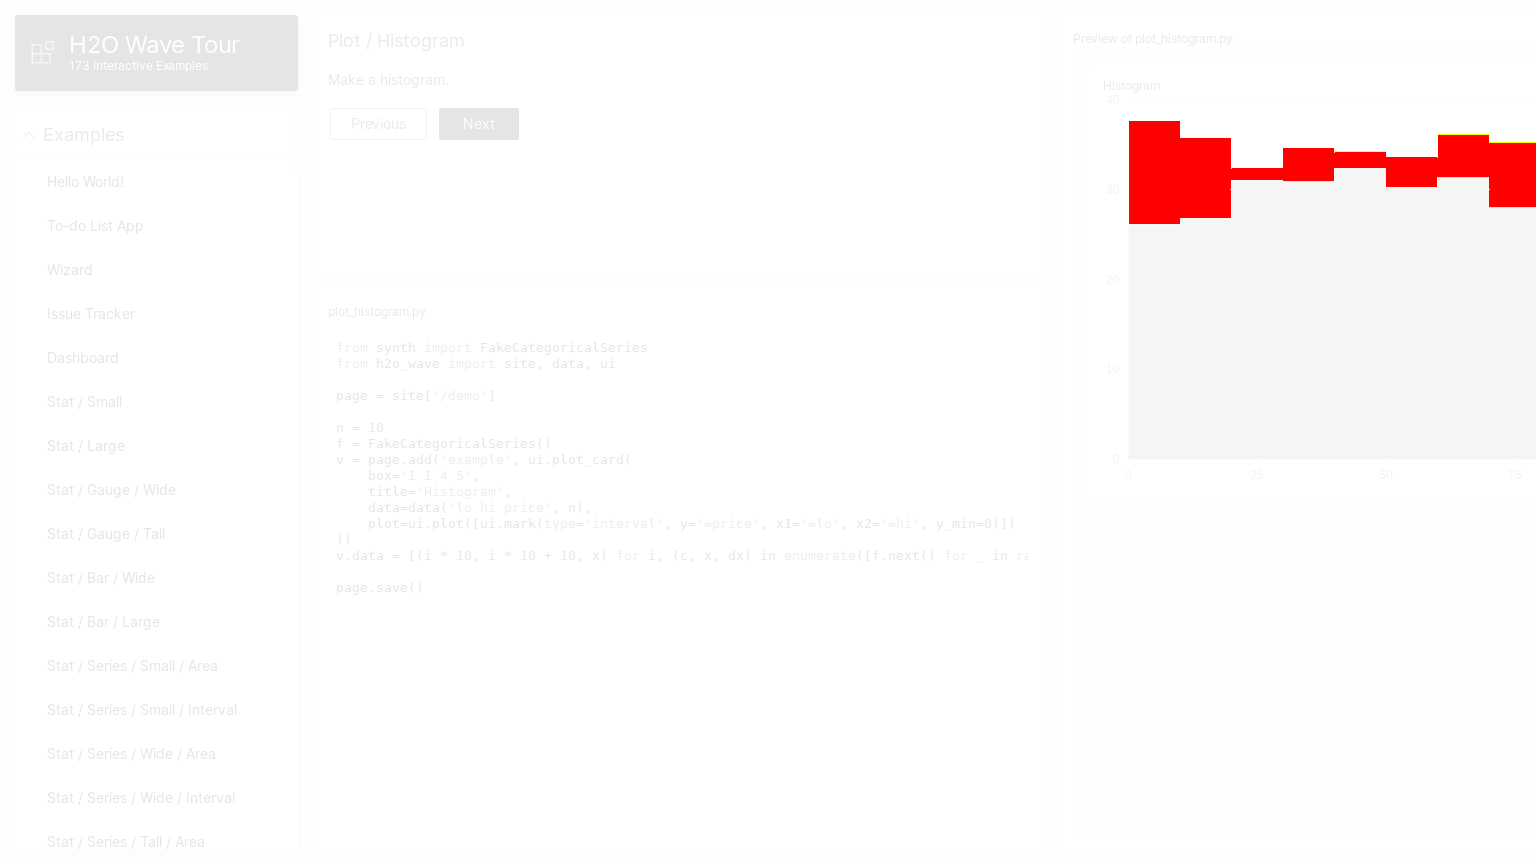 H2O Wave Tour
173 Interactive Examples
Examples
Hello World!
To-do List App
Wizard
Issue Tracker
Dashboard
Stat / Small
Stat / Large
Stat / Gauge / Wide
Stat / Gauge / Tall
Stat / Bar / Wide
Stat / Bar / Large
Stat / Series / Small / Area
Stat / Series / Small / Interval
Stat / Series / Wide / Area
Stat / Series / Wide / Interval
Stat / Series / Tall / Area
Plot / Histogram
Make a histogram.
Previous
Next
plot_histogram.py
from synth import FakeCategoricalSeries
from h2o_wave import site, data, ui
page = site['/demo']
n = 10
f = FakeCategoricalSeries()
v = page.add('example', ui.plot_card(
    box='1 1 4 5',
    title='Histogram',
    data=data('lo hi price', n),
    plot=ui.plot([ui.mark(type='interval', y='=price', x1='=lo', x2='=hi', y_min=0)])
))
v.data = [(i * 10, i * 10 + 10, x) for i, (c, x, dx) in enumerate([f.next() for _ in
page.save()
Preview of plot_histogram.py
Histogram
40
30
20
10
0
0
25
50
75